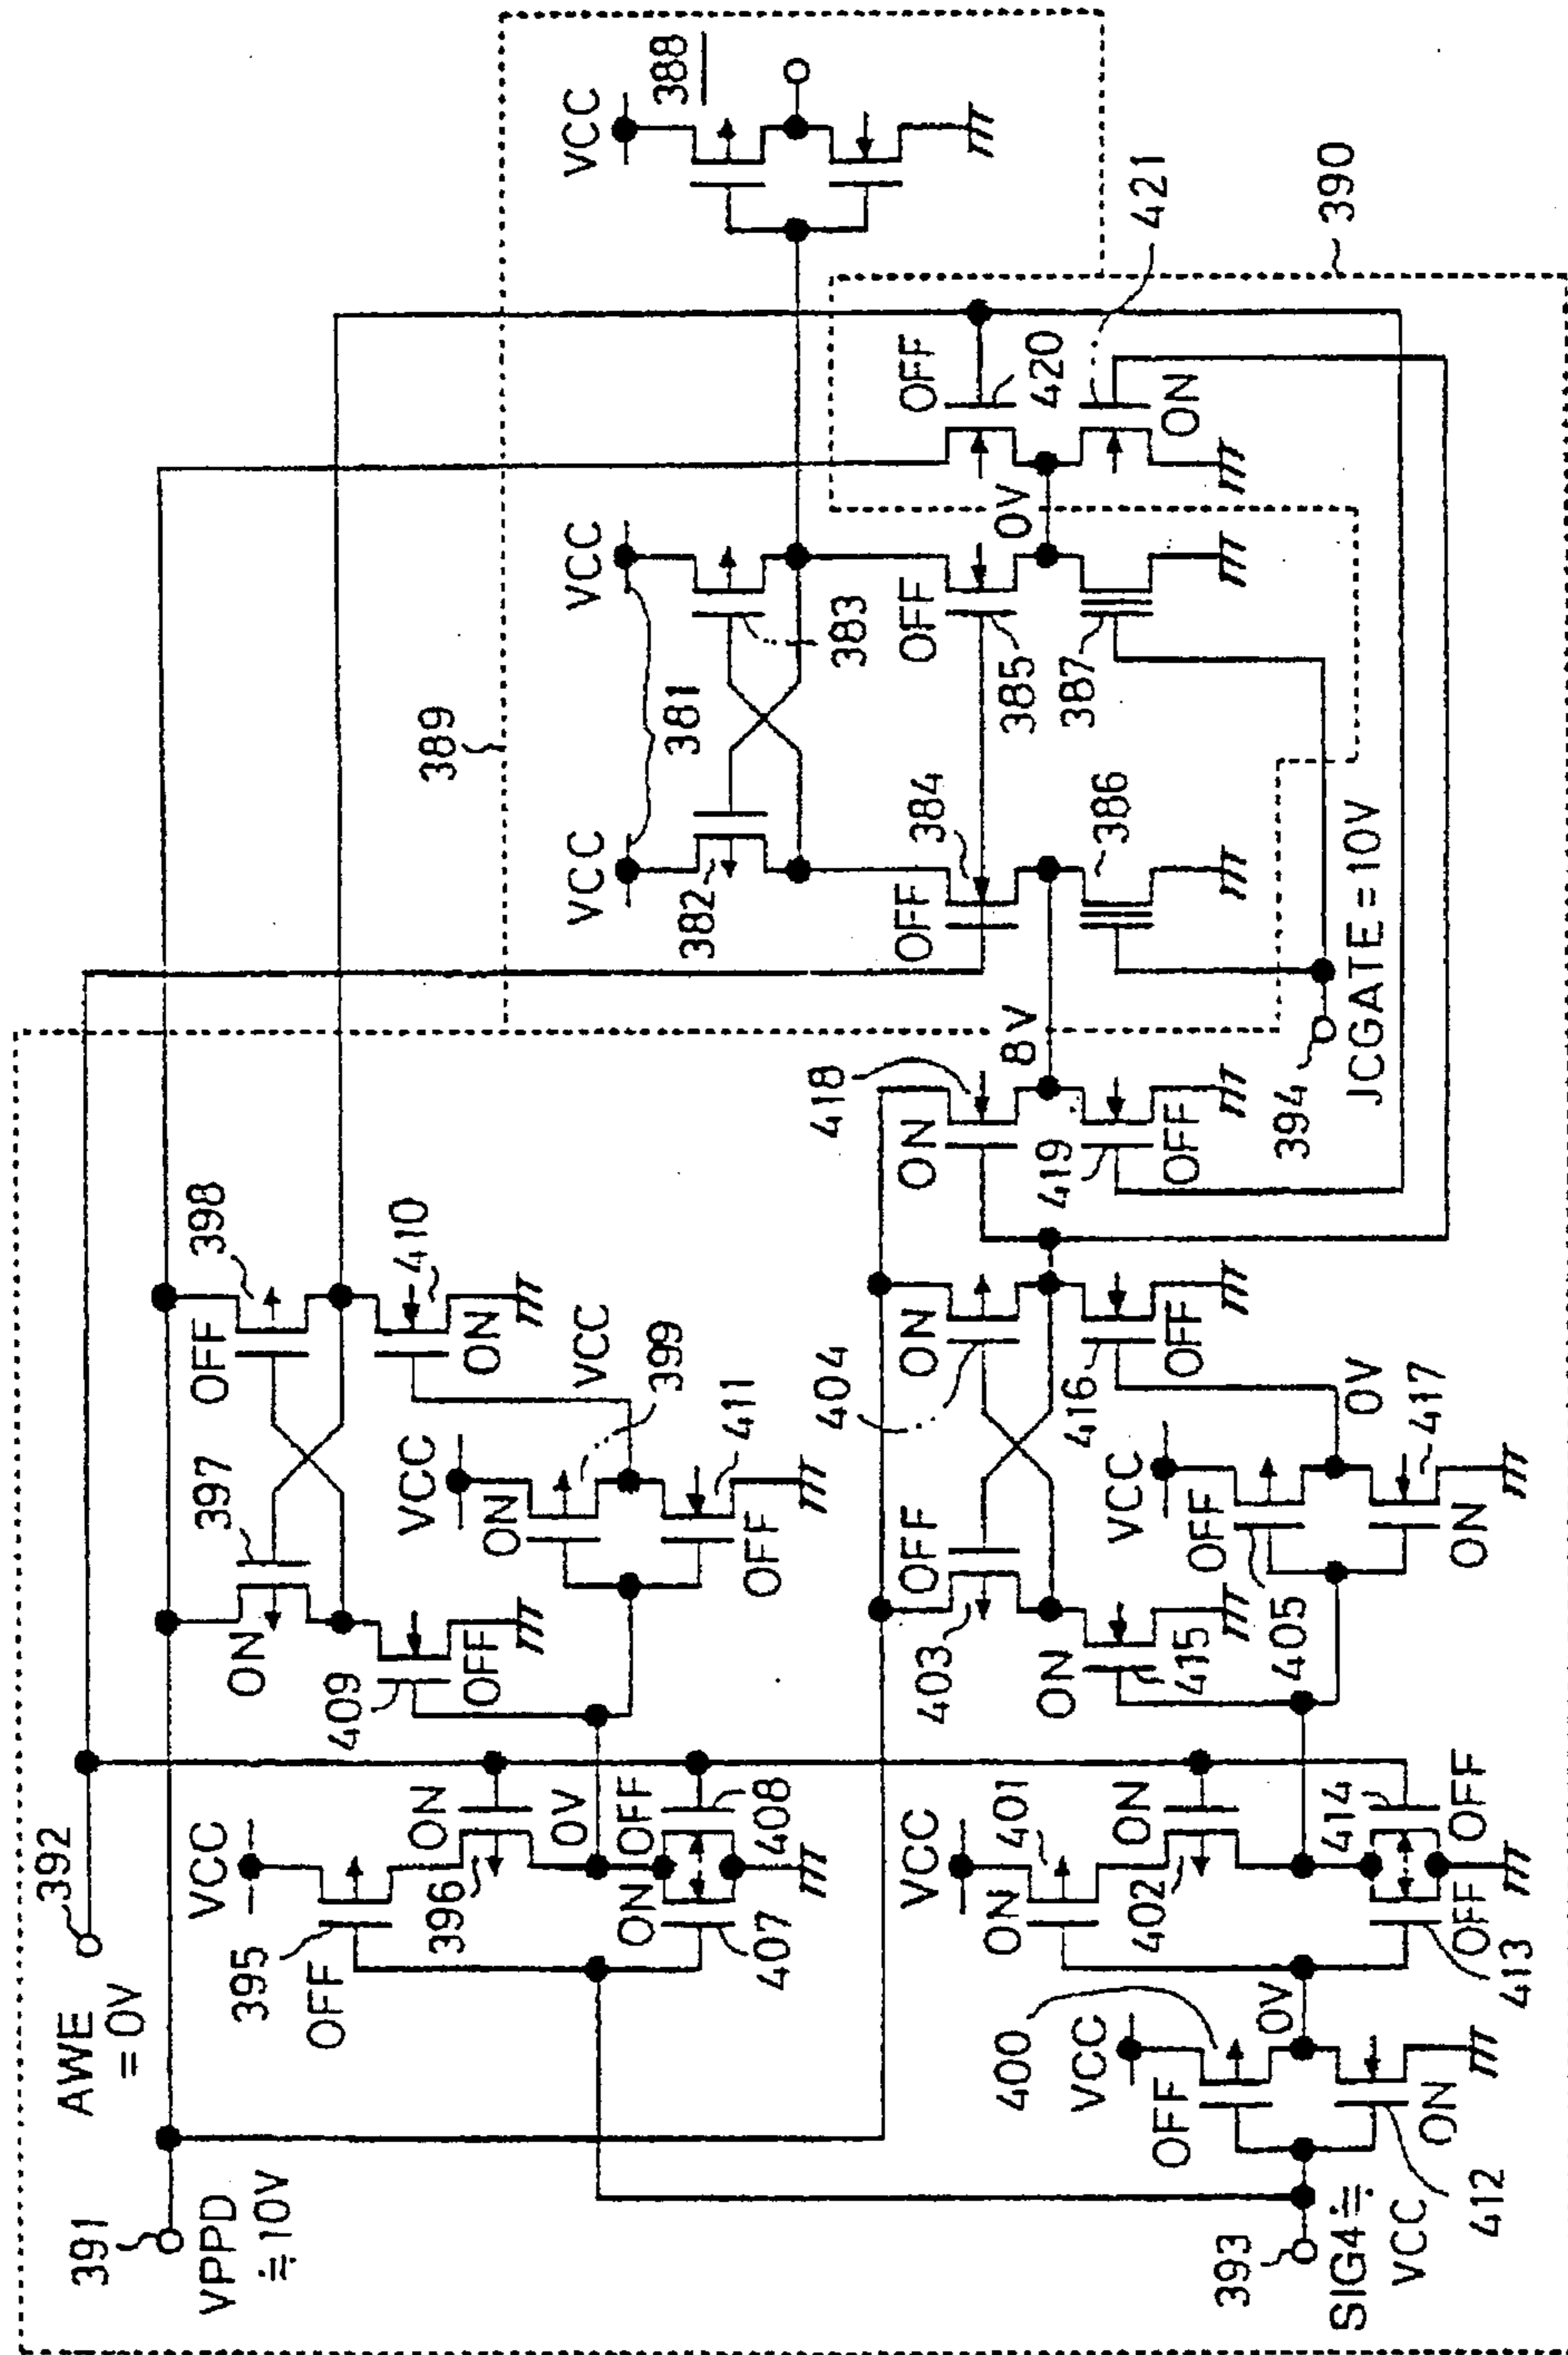 391
VPPD
≒10V
AWE
=0V
392
VCC
395
OFF
396
ON
0V
ON
OFF
407
408
397
ON
OFF
398
409
OFF
410
ON
VCC
VCC
ON
399
OFF
411
393
SIG4≒
VCC
412
400
VCC
OFF
0V
ON
VCC
401
ON
402
ON
OFF
413
414
OFF
403
OFF
ON
404
ON
415
416
OFF
VCC
OFF
405
0V
ON
417
418
ON
8V
419
OFF
394
JCGATE=10V
389
VCC
VCC
381
382
383
OFF
384
OFF
385
0V
386
387
VCC
388
OFF
420
ON
421
390